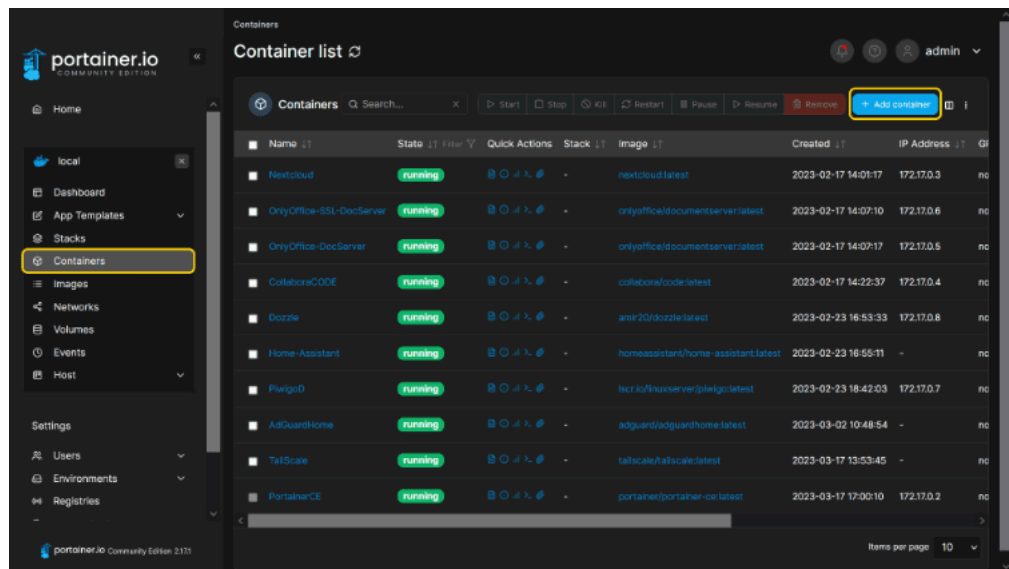 Containers
Container list
admin
portainer.io
COMMUNITY EDITION
Home
local
Dashboard
App Templates
Stacks
Containers
Images
Networks
Volumes
Events
Host
Settings
Users
Environments
Registries
portainer.io Community Edition 2.17.1
Containers Search... Start Stop Kill Restart Pause Resume Remove + Add container
Name State Filter Quick Actions Stack Image Created IP Address
Nextcloud running - nextcloud:latest 2023-02-17 14:01:17 172.17.0.3
OnlyOffice-SSL-DocServer running - onlyoffice/documentserver:latest 2023-02-17 14:07:10 172.17.0.6
OnlyOffice-DocServer running - onlyoffice/documentserver:latest 2023-02-17 14:07:17 172.17.0.5
CollaboraCODE running - collabora/code:latest 2023-02-17 14:22:37 172.17.0.4
Dozzle running - amir20/dozzle:latest 2023-02-23 16:53:33 172.17.0.8
Home-Assistant running - homeassistant/home-assistant:latest 2023-02-23 16:55:11 -
PiwigoD running - lscr.io/linuxserver/piwigo:latest 2023-02-23 18:42:03 172.17.0.7
AdGuardHome running - adguard/adguardhome:latest 2023-03-02 10:48:54 -
TailScale running - tailscale/tailscale:latest 2023-03-17 13:53:45 -
PortainerCE running - portainer/portainer-ce:latest 2023-03-17 17:00:10 172.17.0.2
Items per page 10